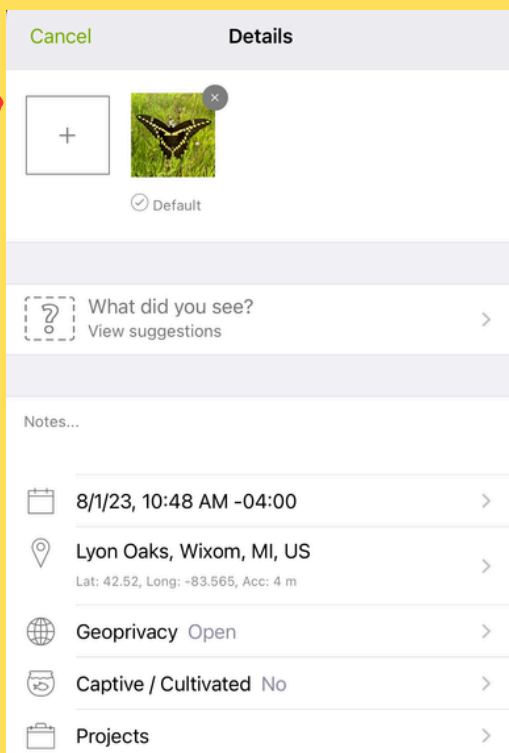 Cancel
Details
Default
What did you see?
View suggestions
Notes...
8/1/23, 10:48 AM -04:00
Lyon Oaks, Wixom, MI, US
Lat: 42.52, Long: -83.565, Acc: 4 m
Geoprivacy Open
Captive / Cultivated No
Projects